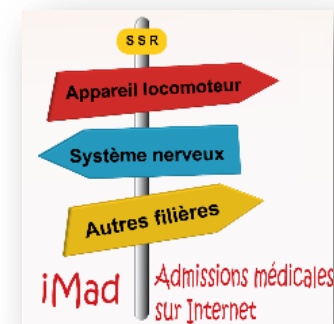 SSR
Appareil locomoteur
Système nerveux
Autres filières
iMad
Admissions médicales
sur Internet